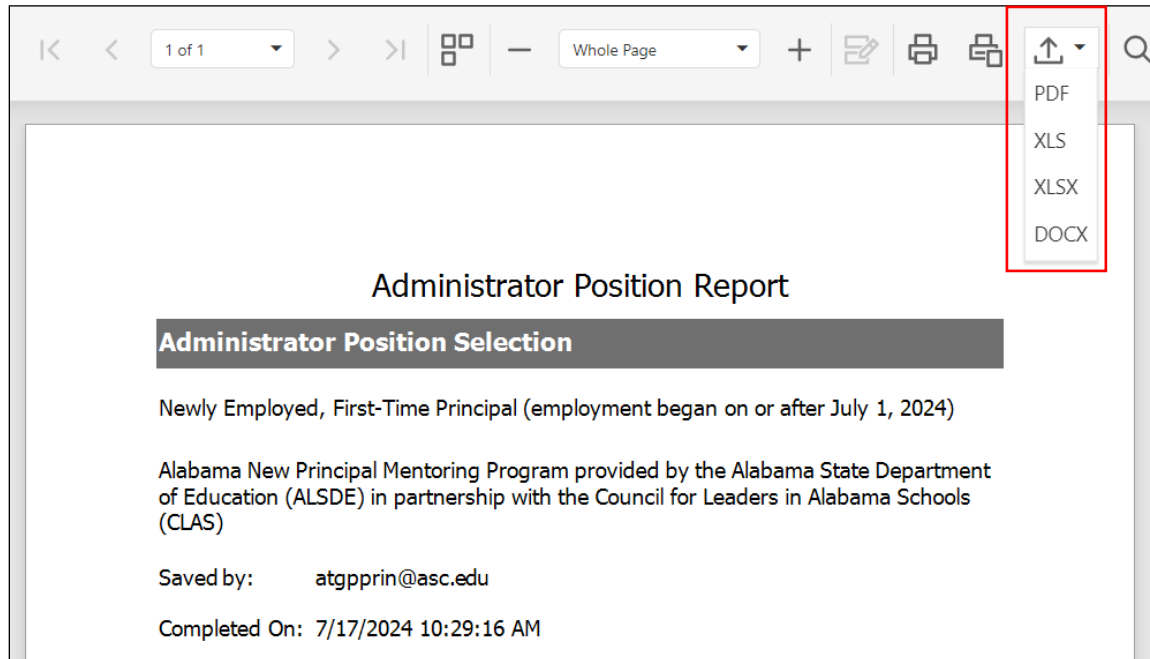 1 of 1
Whole Page
PDF
XLS
XLSX
DOCX
Administrator Position Report
Administrator Position Selection
Newly Employed, First-Time Principal (employment began on or after July 1, 2024)
Alabama New Principal Mentoring Program provided by the Alabama State Department
of Education (ALSDE) in partnership with the Council for Leaders in Alabama Schools
(CLAS)
Saved by: atgpprin@asc.edu
Completed On: 7/17/2024 10:29:16 AM